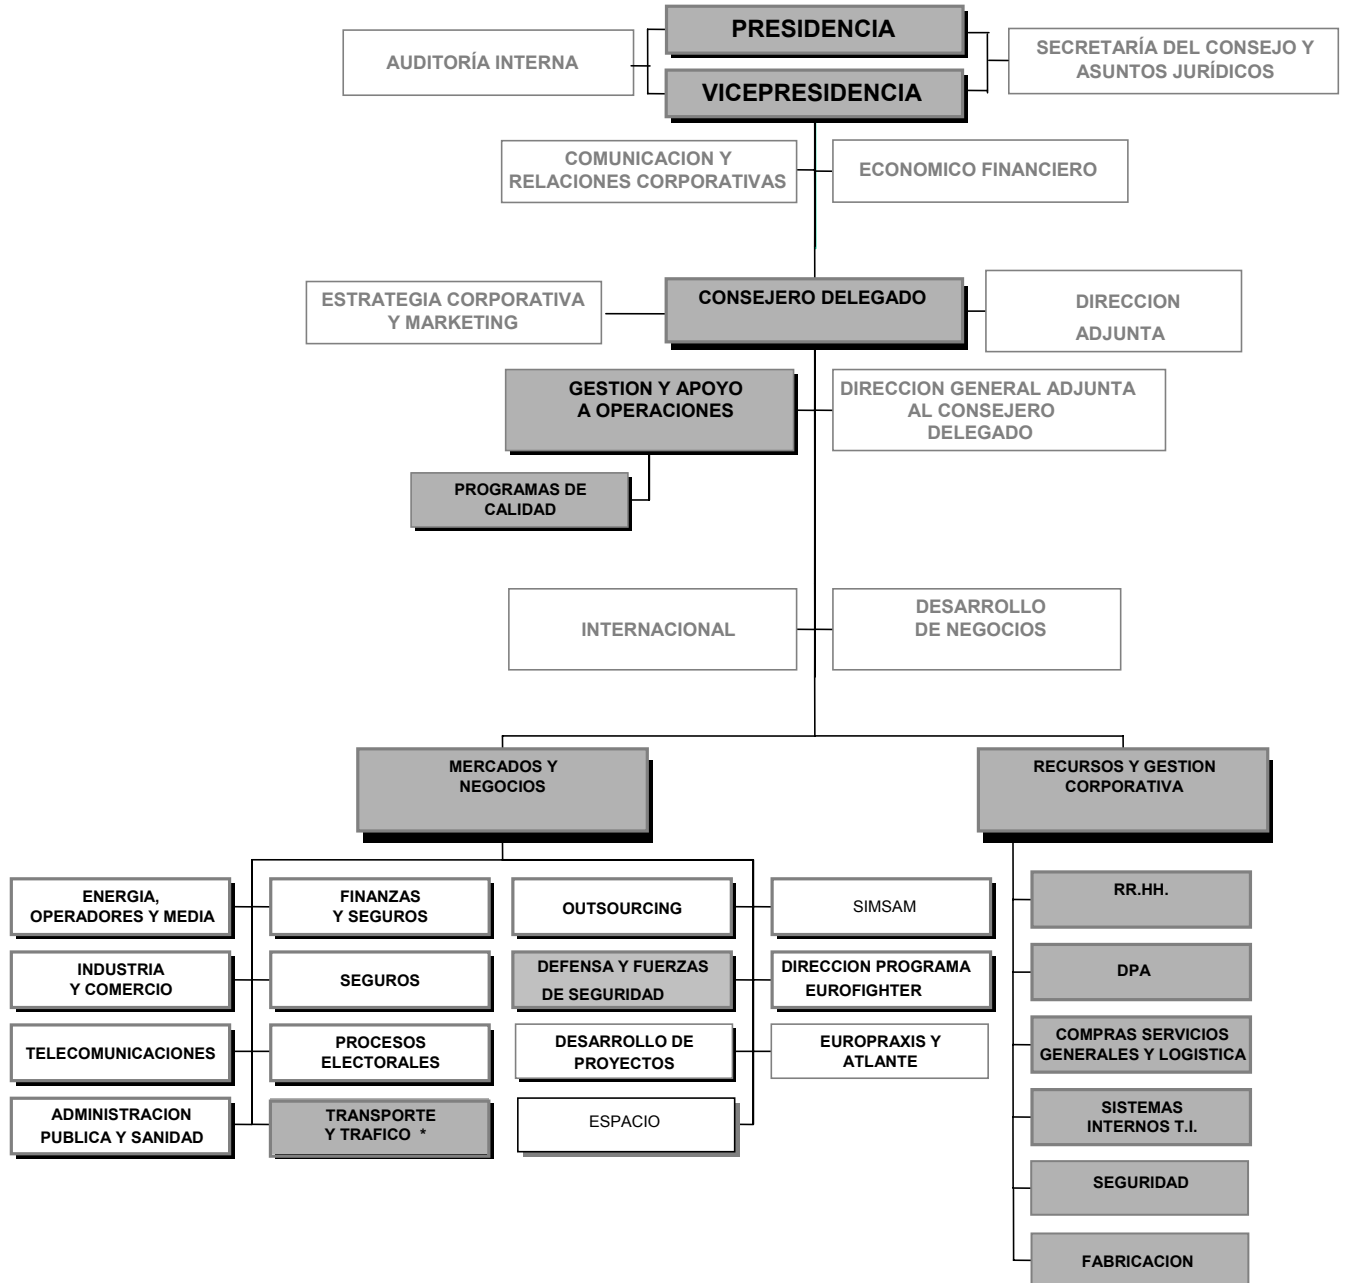 PRESIDENCIA
AUDITORÍA INTERNA
SECRETARÍA DEL CONSEJO Y
ASUNTOS JURÍDICOS
VICEPRESIDENCIA
COMUNICACION Y
RELACIONES CORPORATIVAS
ECONOMICO FINANCIERO
ESTRATEGIA CORPORATIVA
Y MARKETING
CONSEJERO DELEGADO
DIRECCION
ADJUNTA
GESTION Y APOYO
A OPERACIONES
DIRECCION GENERAL ADJUNTA
AL CONSEJERO
DELEGADO
PROGRAMAS DE
CALIDAD
INTERNACIONAL
DESARROLLO
DE NEGOCIOS
MERCADOS Y
NEGOCIOS
RECURSOS Y GESTION
CORPORATIVA
ENERGIA,
OPERADORES Y MEDIA
FINANZAS
Y SEGUROS
OUTSOURCING
SIMSAM
RR.HH.
INDUSTRIA
Y COMERCIO
SEGUROS
DEFENSA Y FUERZAS
DE SEGURIDAD
DIRECCION PROGRAMA
EUROFIGHTER
DPA
TELECOMUNICACIONES
PROCESOS
ELECTORALES
DESARROLLO DE
PROYECTOS
EUROPRAXIS Y
ATLANTE
COMPRAS SERVICIOS
GENERALES Y LOGISTICA
ADMINISTRACION
PUBLICA Y SANIDAD
TRANSPORTE
Y TRAFICO *
ESPACIO
SISTEMAS
INTERNOS T.I.
SEGURIDAD
FABRICACION